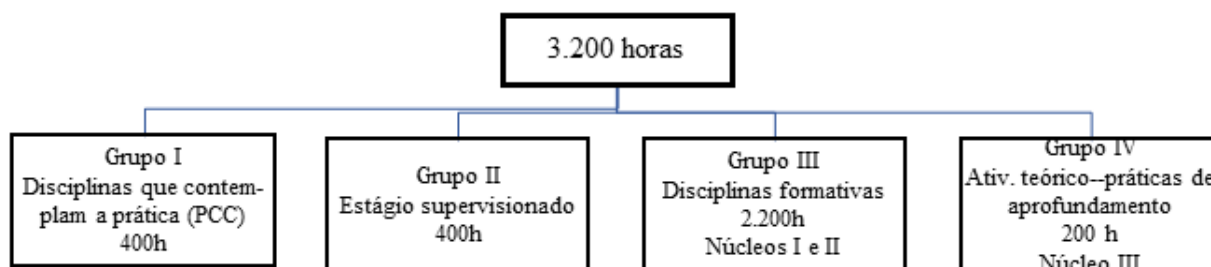 3.200 horas
Grupo I
Disciplinas que contem-
plam a prática (PCC)
400h
Grupo II
Estágio supervisionado
400h
Grupo III
Disciplinas formativas
2.200h
Núcleos I e II
Grupo IV
Ativ. teórico--práticas de
aprofundamento
200 h
Núcleo III